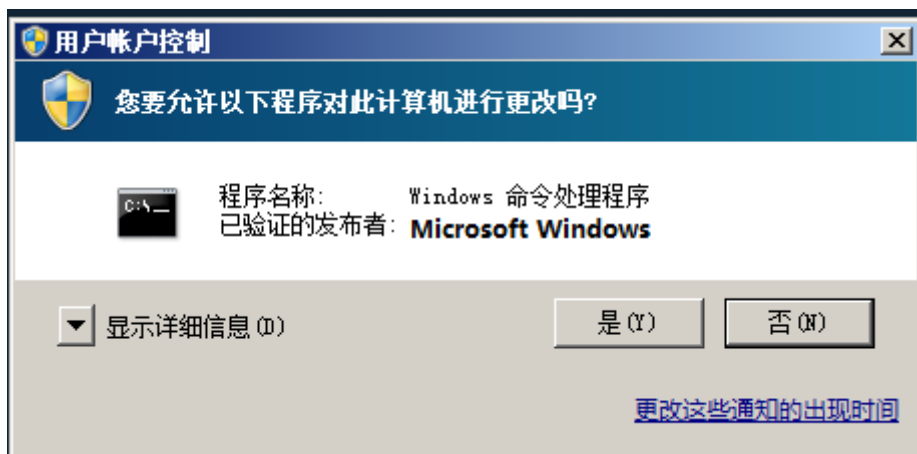 用户帐户控制
您要允许以下程序对此计算机进行更改吗?
C:\
程序名称: Windows 命令处理程序
已验证的发布者: Microsoft Windows
显示详细信息(D)
是(Y)
否(N)
更改这些通知的出现时间